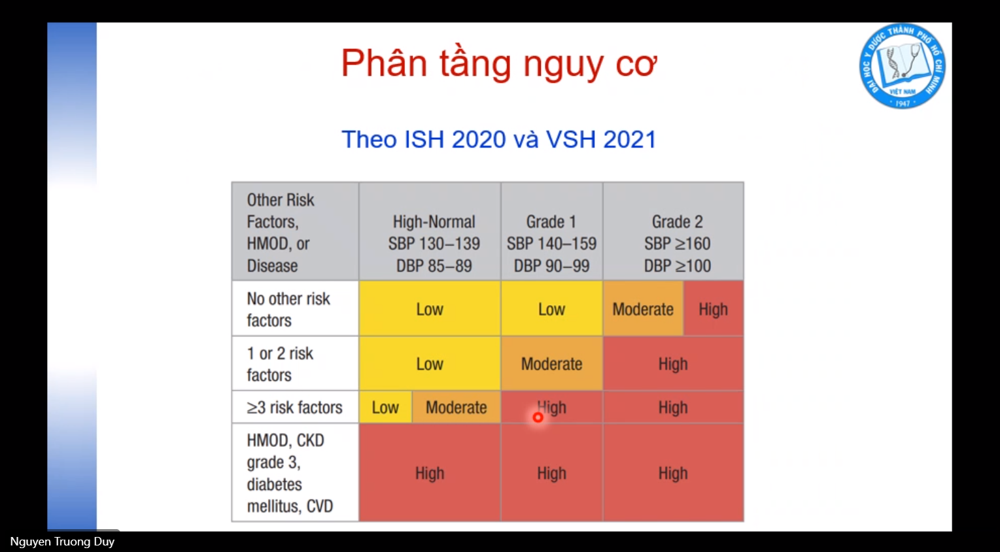 Phân tầng nguy cơ
ĐẠI HỌC Y DƯỢC THÀNH PHỐ HỒ CHÍ MINH
VIỆT NAM
1947
Theo ISH 2020 và VSH 2021
Other Risk
Factors,
HMOD, or
Disease
High-Normal
SBP 130–139
DBP 85–89
Grade 1
SBP 140–159
DBP 90–99
Grade 2
SBP ≥160
DBP ≥100
No other risk
factors
Low
Low
Moderate
High
1 or 2 risk
factors
Low
Moderate
High
≥3 risk factors
Low
Moderate
High
High
HMOD, CKD
grade 3,
diabetes
mellitus, CVD
High
High
High
Nguyen Truong Duy